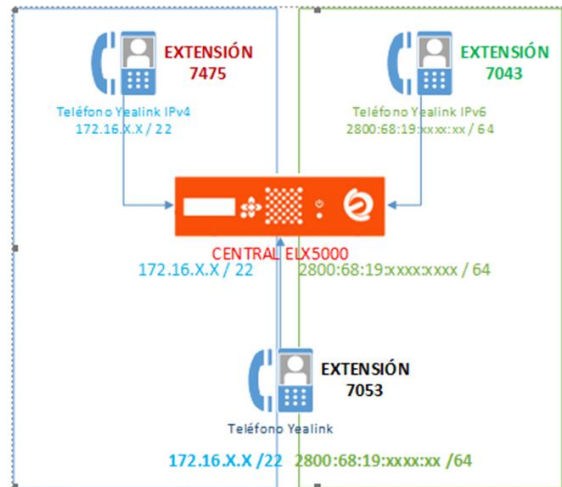 EXTENSIÓN
7475
Teléfono Yealink IPv4
172.16.X.X / 22
EXTENSIÓN
7043
Teléfono Yealink IPv6
2800:68:19:xxxx:xx / 64
CENTRAL ELX5000
172.16.X.X / 22
2800:68:19:xxxx:xxxx / 64
EXTENSIÓN
7053
Teléfono Yealink
172.16.X.X /22
2800:68:19:xxxx:xx /64